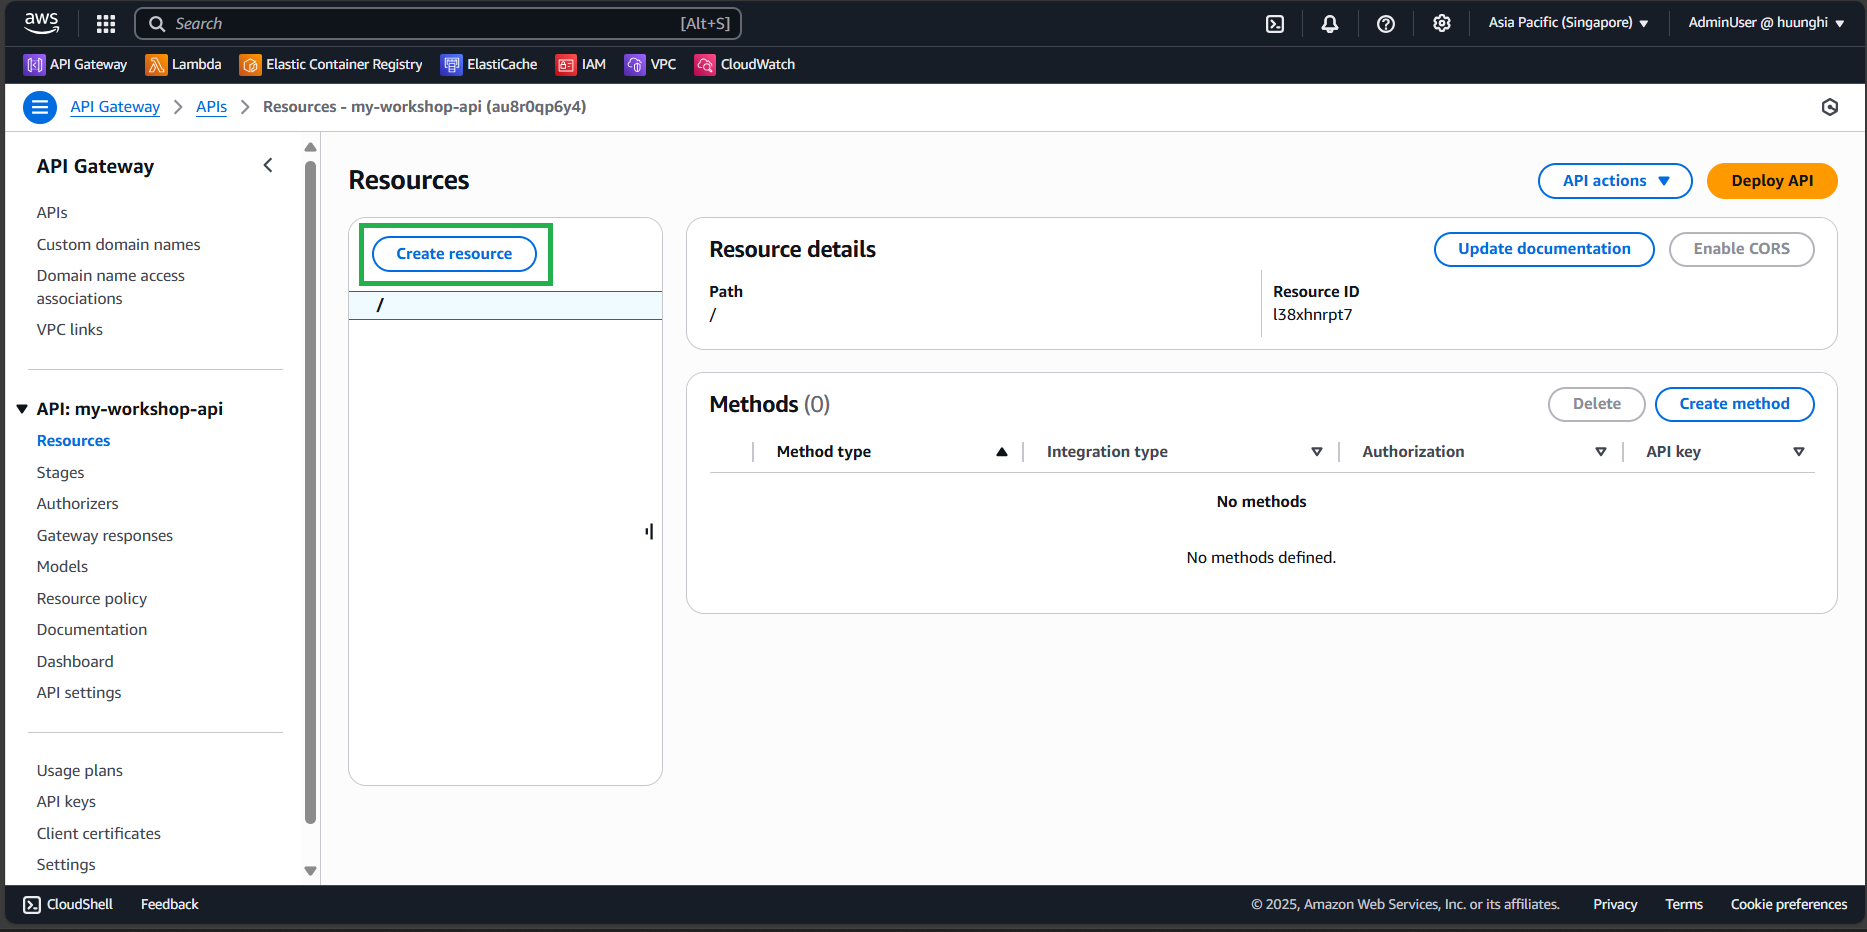 aws
Search [Alt+S]
Asia Pacific (Singapore)
AdminUser @ huunghi
API Gateway
Lambda
Elastic Container Registry
ElastiCache
IAM
VPC
CloudWatch
API Gateway
APIs
Resources - my-workshop-api (au8r0qp6y4)
API Gateway
APIs
Custom domain names
Domain name access
associations
VPC links
API: my-workshop-api
Resources
Stages
Authorizers
Gateway responses
Models
Resource policy
Documentation
Dashboard
API settings
Usage plans
API keys
Client certificates
Settings
Resources
API actions
Deploy API
Create resource
/
Resource details
Update documentation
Enable CORS
Path
/
Resource ID
l38xhnrpt7
Methods (0)
Delete
Create method
Method type
Integration type
Authorization
API key
No methods
No methods defined.
CloudShell
Feedback
© 2025, Amazon Web Services, Inc. or its affiliates.
Privacy
Terms
Cookie preferences